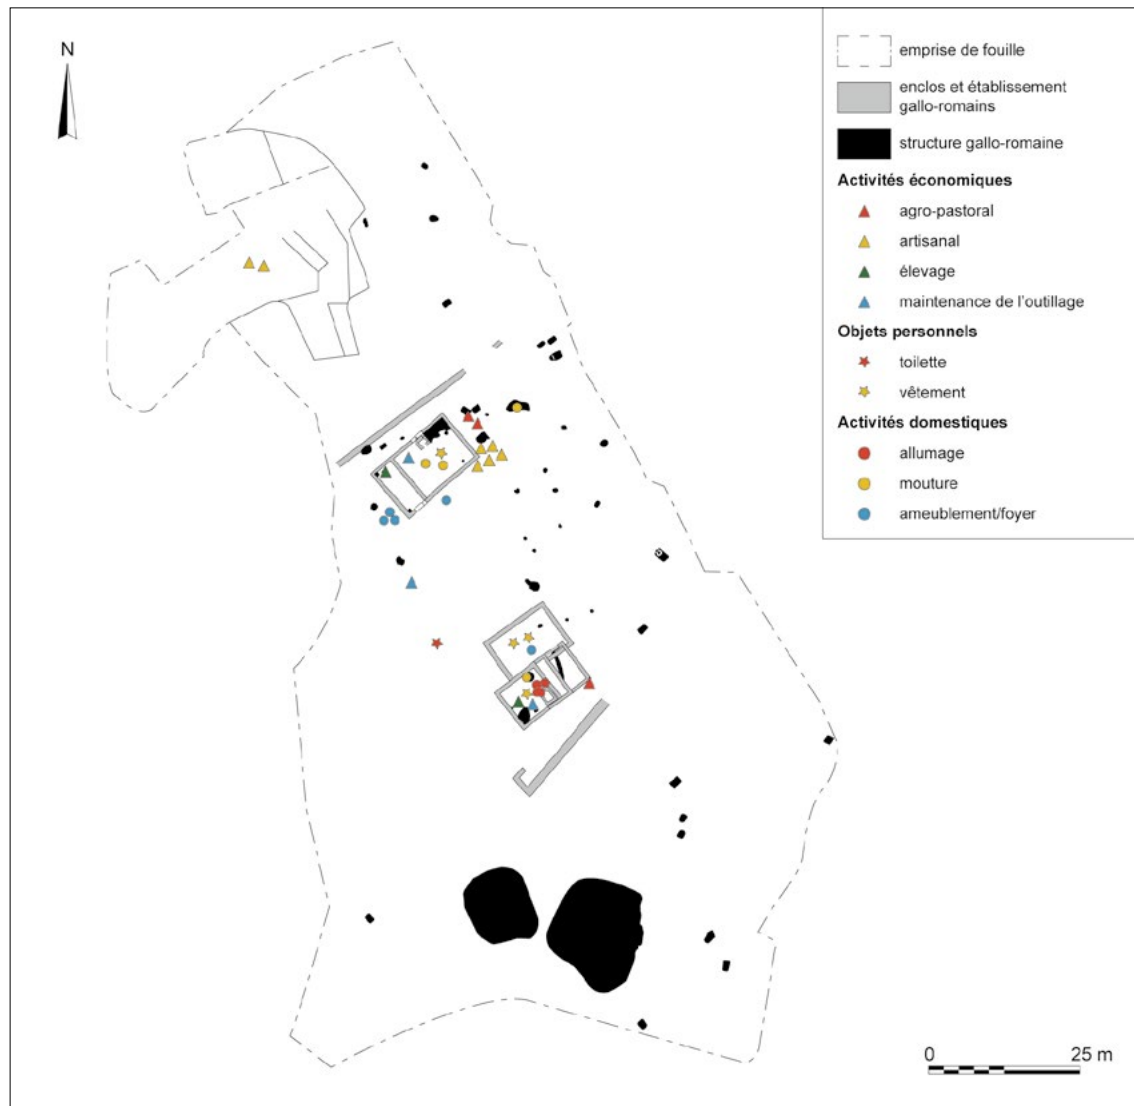 N
emprise de fouille
enclos et établissement
gallo-romains
structure gallo-romaine
Activités économiques
agro-pastoral
artisanal
élevage
maintenance de l'outillage
Objets personnels
toilette
vêtement
Activités domestiques
allumage
mouture
ameublement/foyer
0 25 m